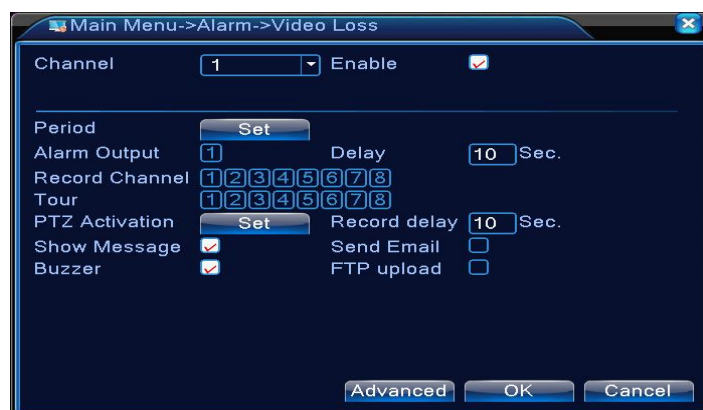 Main Menu->Alarm->Video Loss
Channel 1 Enable
Period Set
Alarm Output 1 Delay 10 Sec.
Record Channel 1 2 3 4 5 6 7 8
Tour 1 2 3 4 5 6 7 8
PTZ Activation Set Record delay 10 Sec.
Show Message Send Email
Buzzer FTP upload
Advanced OK Cancel